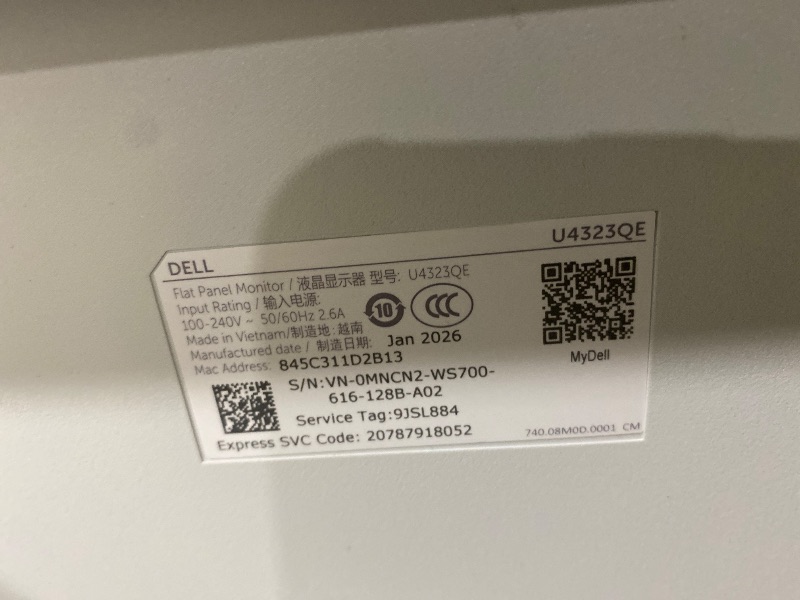 DELL
U4323QE
Flat Panel Monitor / 液晶显示器 型号: U4323QE
Input Rating / 输入电源:
100-240V ~ 50/60Hz 2.6A
Made in Vietnam/制造地: 越南
Manufactured date / 制造日期: Jan 2026
Mac Address: 845C311D2B13
10
CCC
MyDell
S/N:VN-0MNCN2-WS700-
616-128B-A02
Service Tag:9JSL884
Express SVC Code: 20787918052
740.08M0D.0001 CM